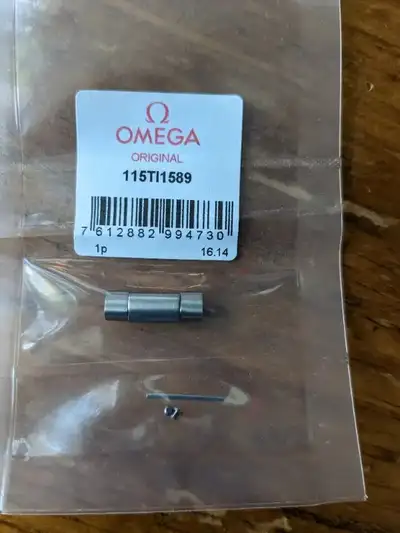 Ω
OMEGA
ORIGINAL
115TI1589
7 612882 994730
1p 16.14